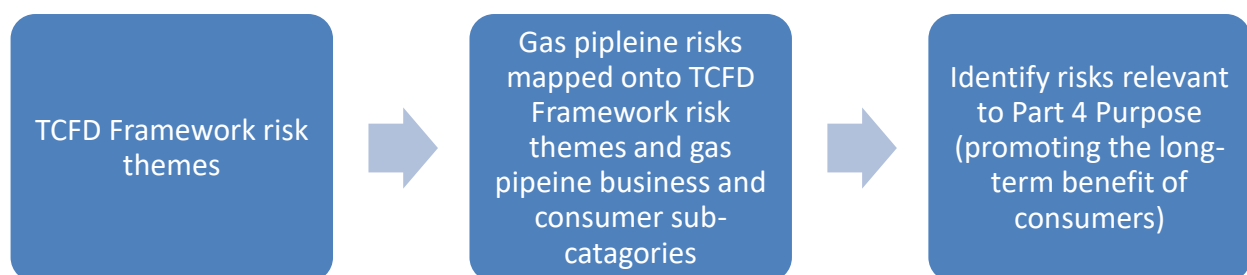 TCFD Framework risk
themes
Gas pipleine risks
mapped onto TCFD
Framework risk
themes and gas
pipeine business and
consumer sub-
catagories
Identify risks relevant
to Part 4 Purpose
(promoting the long-
term benefit of
consumers)